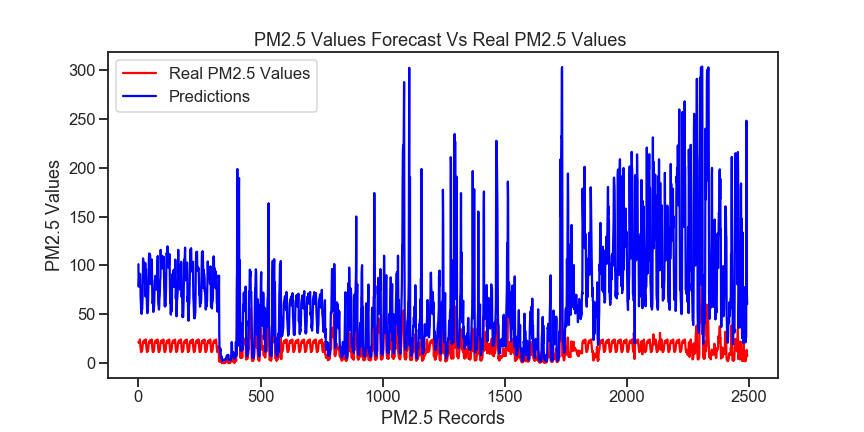 PM2.5 Values Forecast Vs Real PM2.5 Values
Real PM2.5 Values
Predictions
300
250
200
150
100
50
0
PM2.5 Values
0 500 1000 1500 2000 2500
PM2.5 Records